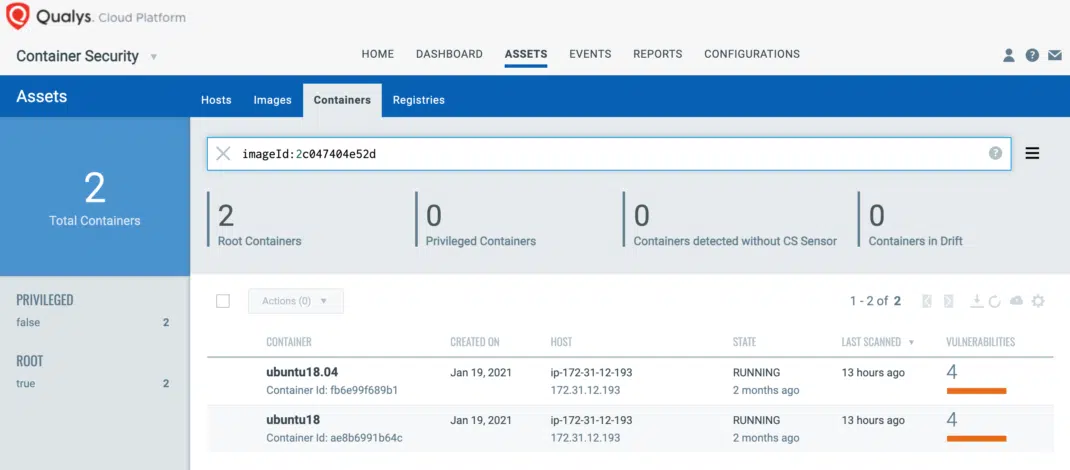 Qualys. Cloud Platform
Container Security
HOME DASHBOARD ASSETS EVENTS REPORTS CONFIGURATIONS
Assets
Hosts Images Containers Registries
imageId:2c047404e52d
2
Total Containers
2
Root Containers
0
Privileged Containers
0
Containers detected without CS Sensor
0
Containers in Drift
PRIVILEGED
false 2
ROOT
true 2
Actions (0)
1 - 2 of 2
CONTAINER CREATED ON HOST STATE LAST SCANNED VULNERABILITIES
ubuntu18.04 Jan 19, 2021 ip-172-31-12-193 RUNNING 13 hours ago 4
Container Id: fb6e99f689b1 172.31.12.193 2 months ago
ubuntu18 Jan 19, 2021 ip-172-31-12-193 RUNNING 13 hours ago 4
Container Id: ae8b6991b64c 172.31.12.193 2 months ago